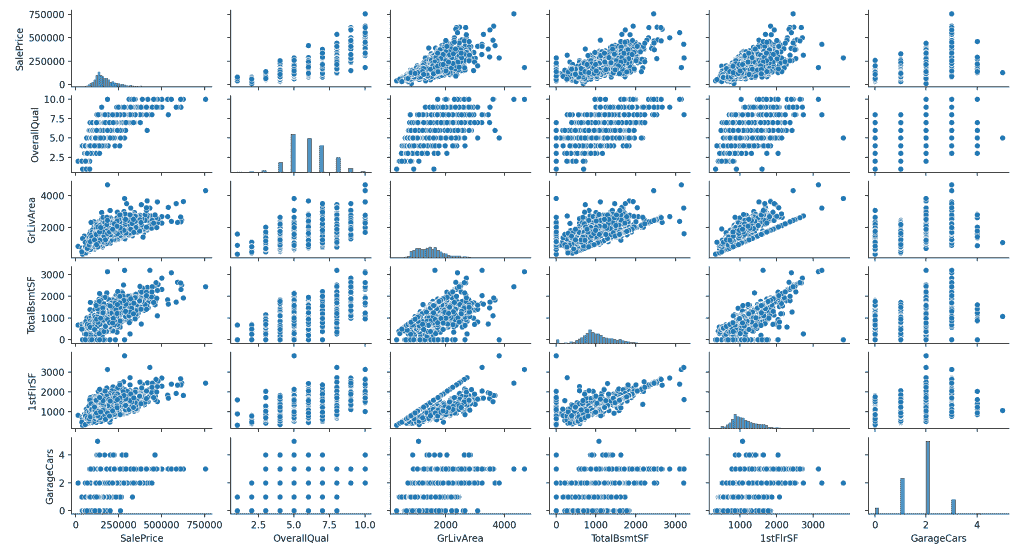 750000
500000
250000
0
SalePrice
10.0
7.5
5.0
2.5
OverallQual
4000
2000
GrLivArea
3000
2000
1000
0
TotalBsmtSF
3000
2000
1000
1stFlrSF
4
2
0
GarageCars
0 250000 500000 750000
2.5 5.0 7.5 10.0
2000 4000
0 1000 2000 3000
1000 2000 3000
0 2 4
SalePrice OverallQual GrLivArea TotalBsmtSF 1stFlrSF GarageCars